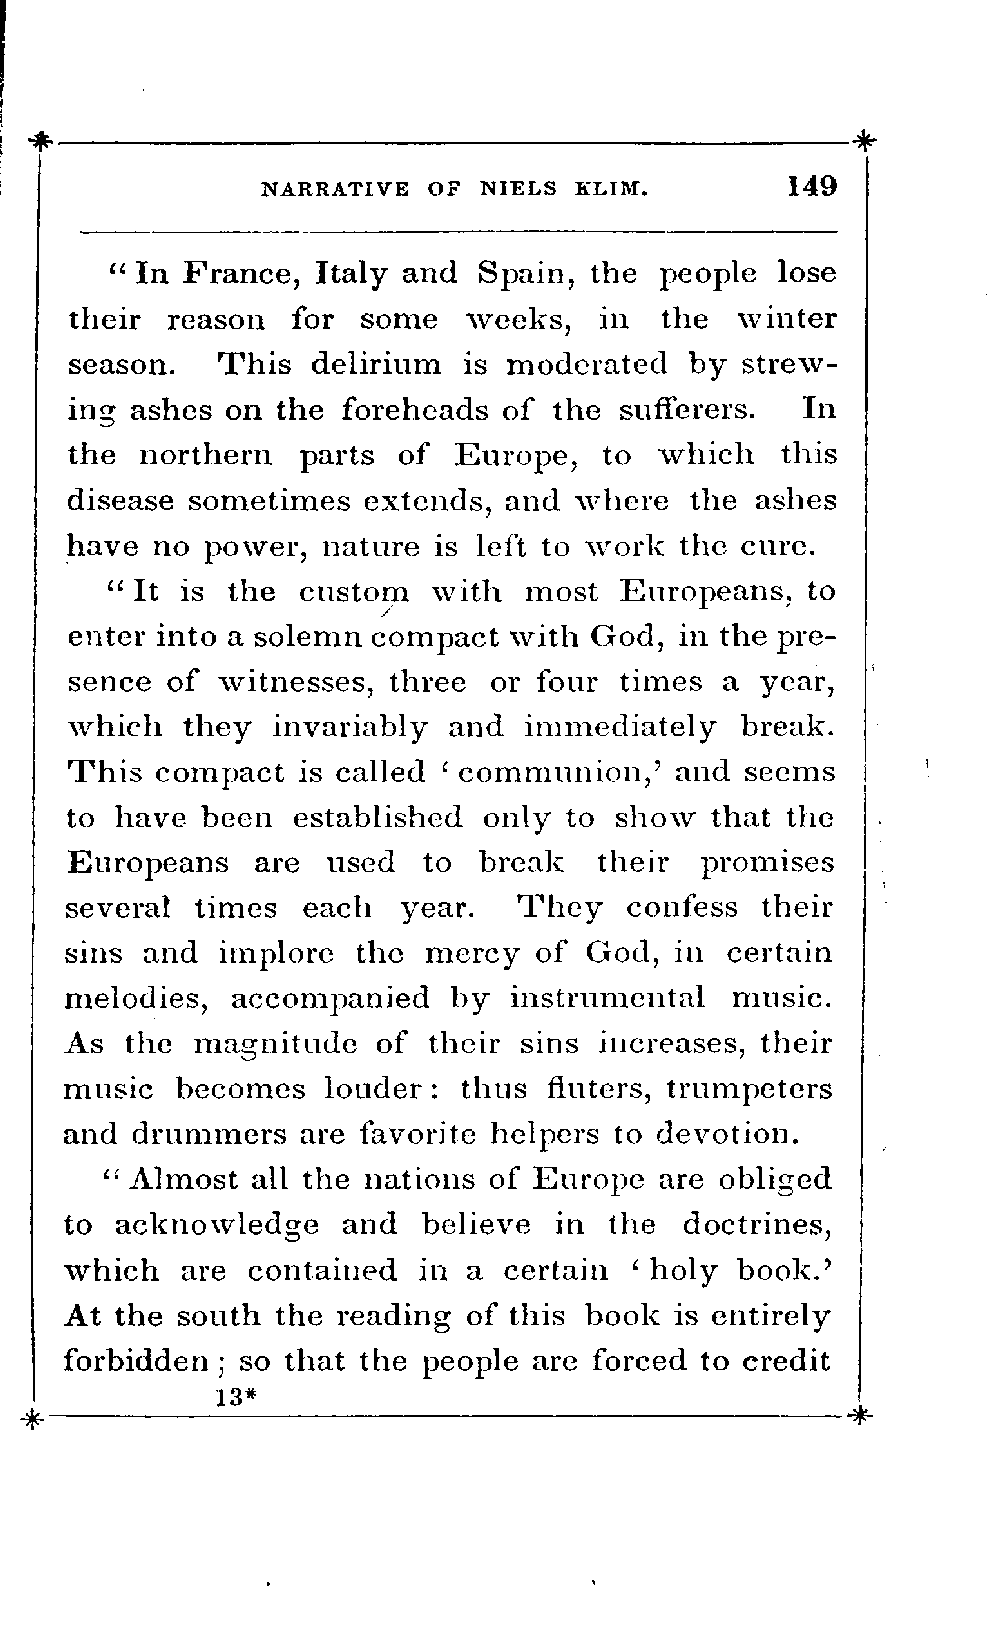 NARRATIVE OF NIELS KLIM. 149
“In France, Italy and Spain, the people lose
their reason for some weeks, in the winter
season. This delirium is moderated by strew-
ing ashes on the foreheads of the sufferers. In
the northern parts of Europe, to which this
disease sometimes extends, and where the ashes
have no power, nature is left to work the cure.
“It is the custom with most Europeans, to
enter into a solemn compact with God, in the pre-
sence of witnesses, three or four times a year,
which they invariably and immediately break.
This compact is called ‘communion,’ and seems
to have been established only to show that the
Europeans are used to break their promises
several times each year. They confess their
sins and implore the mercy of God, in certain
melodies, accompanied by instrumental music.
As the magnitude of their sins increases, their
music becomes louder: thus fluters, trumpeters
and drummers are favorite helpers to devotion.
“Almost all the nations of Europe are obliged
to acknowledge and believe in the doctrines,
which are contained in a certain ‘holy book.’
At the south the reading of this book is entirely
forbidden; so that the people are forced to credit
13*